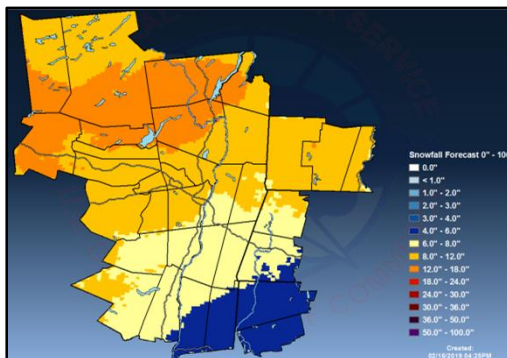 Snowfall Forecast 0" - 100
0.0"
< 1.0"
1.0" - 2.0"
2.0" - 3.0"
3.0" - 4.0"
4.0" - 6.0"
6.0" - 8.0"
8.0" - 12.0"
12.0" - 18.0"
18.0" - 24.0"
24.0" - 30.0"
30.0" - 36.0"
36.0" - 50.0"
50.0" - 100.0"
Created:
04:25PM